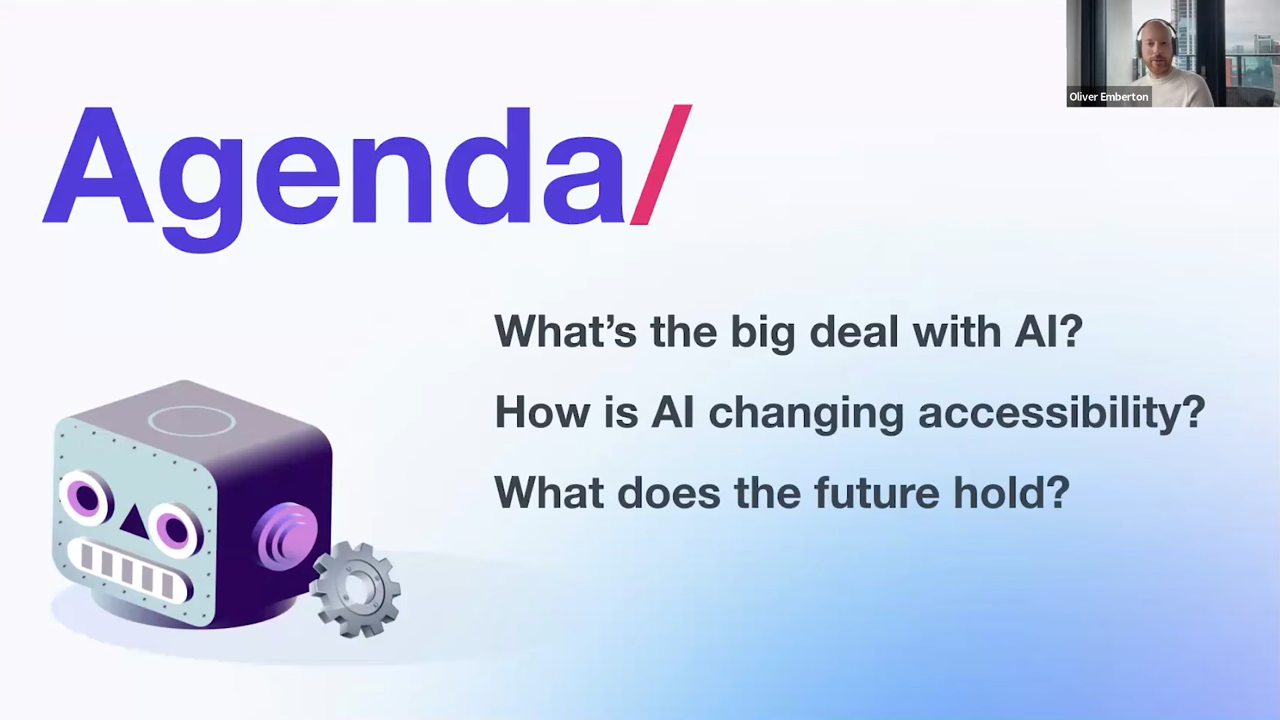 Oliver Emberton
Agenda/
What's the big deal with AI?
How is AI changing accessibility?
What does the future hold?